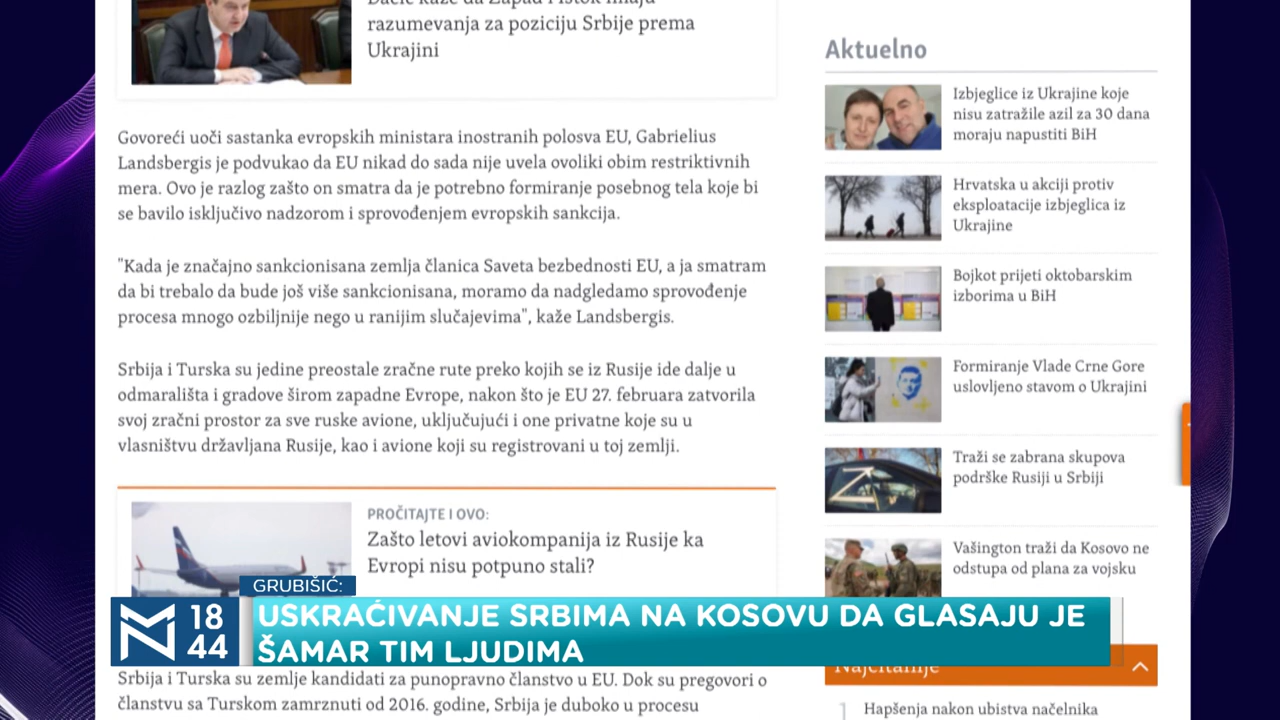 Dačić kaže da Zapad i Istok imaju
razumevanja za poziciju Srbije prema
Ukrajini
Govoreći uoči sastanka evropskih ministara inostranih polosva EU, Gabrielius
Landsbergis je podvukao da EU nikad do sada nije uvela ovoliki obim restriktivnih
mera. Ovo je razlog zašto on smatra da je potrebno formiranje posebnog tela koje bi
se bavilo isključivo nadzorom i sprovođenjem evropskih sankcija.
"Kada je značajno sankcionisana zemlja članica Saveta bezbednosti EU, a ja smatram
da bi trebalo da bude još više sankcionisana, moramo da nadgledamo sprovođenje
procesa mnogo ozbiljnije nego u ranijim slučajevima", kaže Landsbergis.
Srbija i Turska su jedine preostale zračne rute preko kojih se iz Rusije ide dalje u
odmarališta i gradove širom zapadne Evrope, nakon što je EU 27. februara zatvorila
svoj zračni prostor za sve ruske avione, uključujući i one privatne koje su u
vlasništvu državljana Rusije, kao i avione koji su registrovani u toj zemlji.
PROČITAJTE I OVO:
Zašto letovi aviokompanija iz Rusije ka
Evropi nisu potpuno stali?
Srbija i Turska su zemlje kandidati za punopravno članstvo u EU. Dok su pregovori o
članstvu sa Turskom zamrznuti od 2016. godine, Srbija je duboko u procesu
Aktuelno
Izbjeglice iz Ukrajine koje
nisu zatražile azil za 30 dana
moraju napustiti BiH
Hrvatska u akciji protiv
eksploatacije izbjeglica iz
Ukrajine
Bojkot prijeti oktobarskim
izborima u BiH
Formiranje Vlade Crne Gore
uslovljeno stavom o Ukrajini
Traži se zabrana skupova
podrške Rusiji u Srbiji
Vašington traži da Kosovo ne
odstupa od plana za vojsku
Najčitanije
1 Hapšenja nakon ubistva načelnika
GRUBIŠIĆ:
18
44
USKRAĆIVANJE SRBIMA NA KOSOVU DA GLASAJU JE
ŠAMAR TIM LJUDIMA